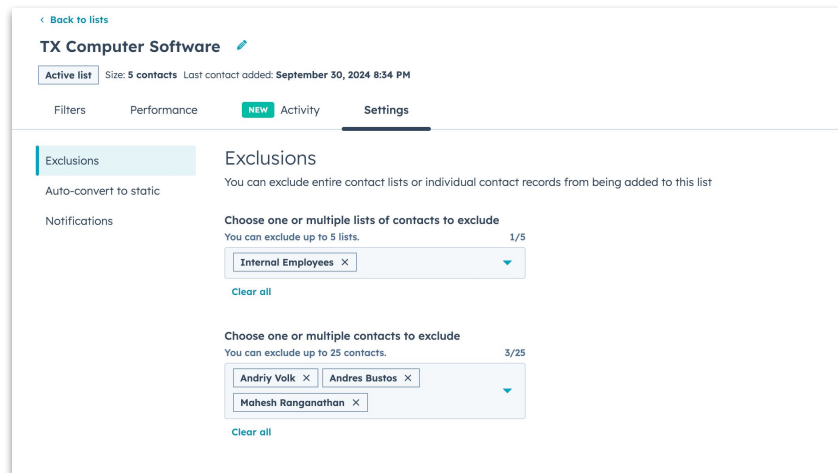 ‹ Back to lists
TX Computer Software
Active list Size: 5 contacts Last contact added: September 30, 2024 8:34 PM
Filters Performance NEW Activity Settings
Exclusions
Auto-convert to static
Notifications
Exclusions
You can exclude entire contact lists or individual contact records from being added to this list
Choose one or multiple lists of contacts to exclude
You can exclude up to 5 lists. 1/5
Internal Employees ×
Clear all
Choose one or multiple contacts to exclude
You can exclude up to 25 contacts. 3/25
Andriy Volk × Andres Bustos ×
Mahesh Ranganathan ×
Clear all